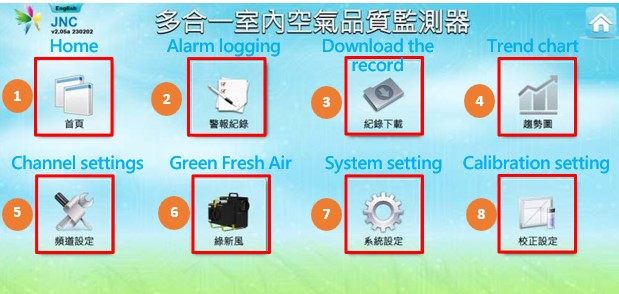 English
JNC
v2.05a 230202
多合一室內空氣品質監測器
Home
Alarm logging
Download the
record
Trend chart
1
2
3
4
首頁
警報紀錄
紀錄下載
趨勢圖
Channel settings
Green Fresh Air
System setting
Calibration setting
5
6
7
8
頻道設定
綠新風
系統設定
校正設定